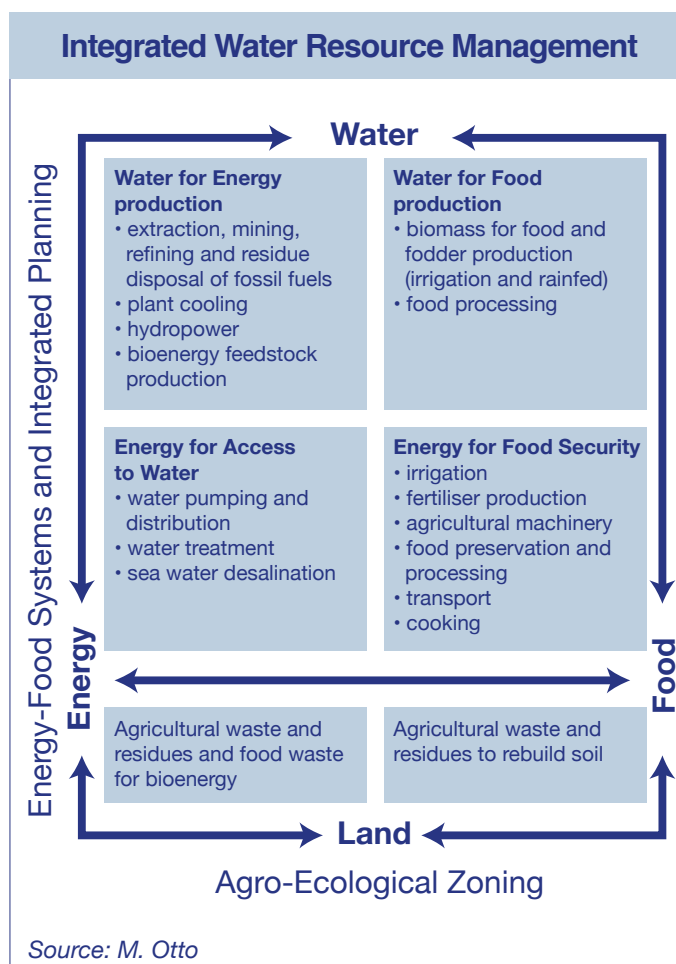 Integrated Water Resource Management
Water
Water for Energy
production
• extraction, mining,
refining and residue
disposal of fossil fuels
• plant cooling
• hydropower
• bioenergy feedstock
production
Water for Food
production
• biomass for food and
fodder production
(irrigation and rainfed)
• food processing
Energy-Food Systems and Integrated Planning
Energy for Access
to Water
• water pumping and
distribution
• water treatment
• sea water desalination
Energy for Food Security
• irrigation
• fertiliser production
• agricultural machinery
• food preservation and
processing
• transport
• cooking
Energy
Food
Agricultural waste and
residues and food waste
for bioenergy
Agricultural waste and
residues to rebuild soil
Land
Agro-Ecological Zoning
Source: M. Otto